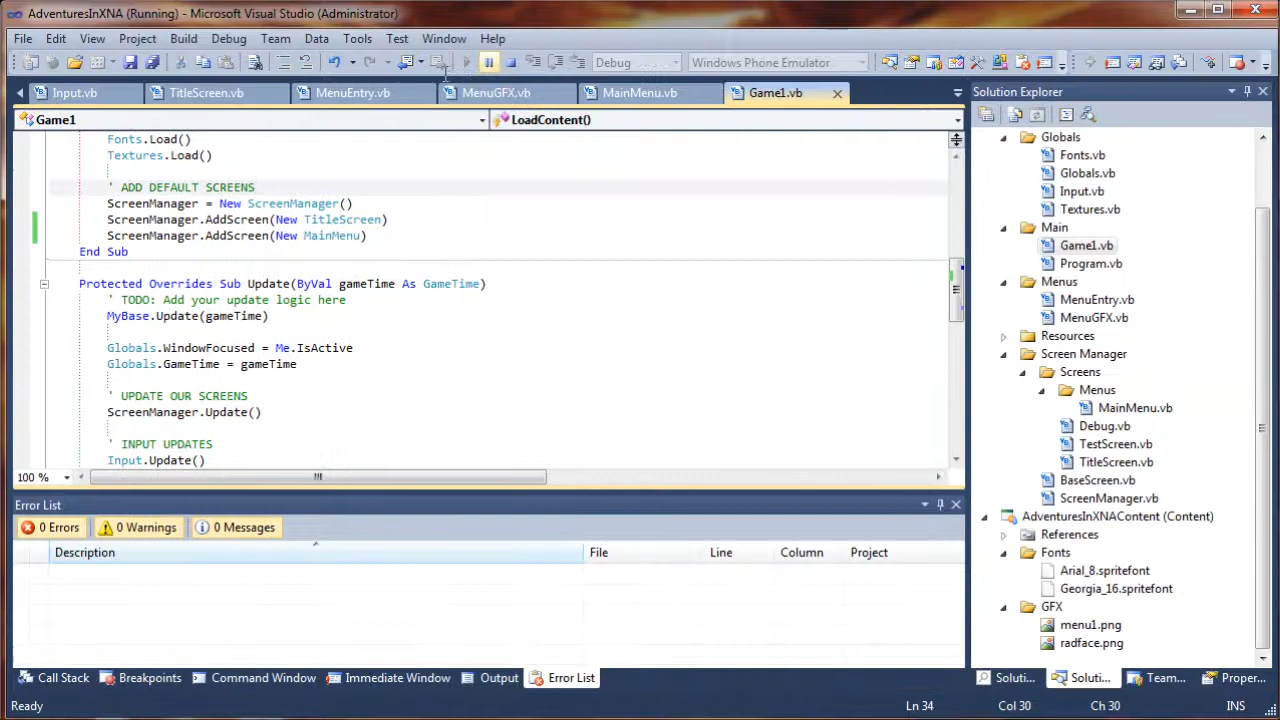 AdventuresInXNA (Running) - Microsoft Visual Studio (Administrator)
File Edit View Project Build Debug Team Data Tools Test Window Help
Debug Windows Phone Emulator
Input.vb TitleScreen.vb MenuEntry.vb MenuGFX.vb MainMenu.vb Game1.vb
Game1 LoadContent()
Fonts.Load()
Textures.Load()
' ADD DEFAULT SCREENS
ScreenManager = New ScreenManager()
ScreenManager.AddScreen(New TitleScreen)
ScreenManager.AddScreen(New MainMenu)
End Sub
Protected Overrides Sub Update(ByVal gameTime As GameTime)
' TODO: Add your update logic here
MyBase.Update(gameTime)
Globals.WindowFocused = Me.IsActive
Globals.GameTime = gameTime
' UPDATE OUR SCREENS
ScreenManager.Update()
' INPUT UPDATES
Input.Update()
100 %
Error List
0 Errors 0 Warnings 0 Messages
Description File Line Column Project
Call Stack Breakpoints Command Window Immediate Window Output Error List
Solution Explorer
Globals
Fonts.vb
Globals.vb
Input.vb
Textures.vb
Main
Game1.vb
Program.vb
Menus
MenuEntry.vb
MenuGFX.vb
Resources
Screen Manager
Screens
Menus
MainMenu.vb
Debug.vb
TestScreen.vb
TitleScreen.vb
BaseScreen.vb
ScreenManager.vb
AdventuresInXNAContent (Content)
References
Fonts
Arial_8.spritefont
Georgia_16.spritefont
GFX
menu1.png
radface.png
Soluti... Soluti... Team... Proper...
Ready Ln 34 Col 30 Ch 30 INS